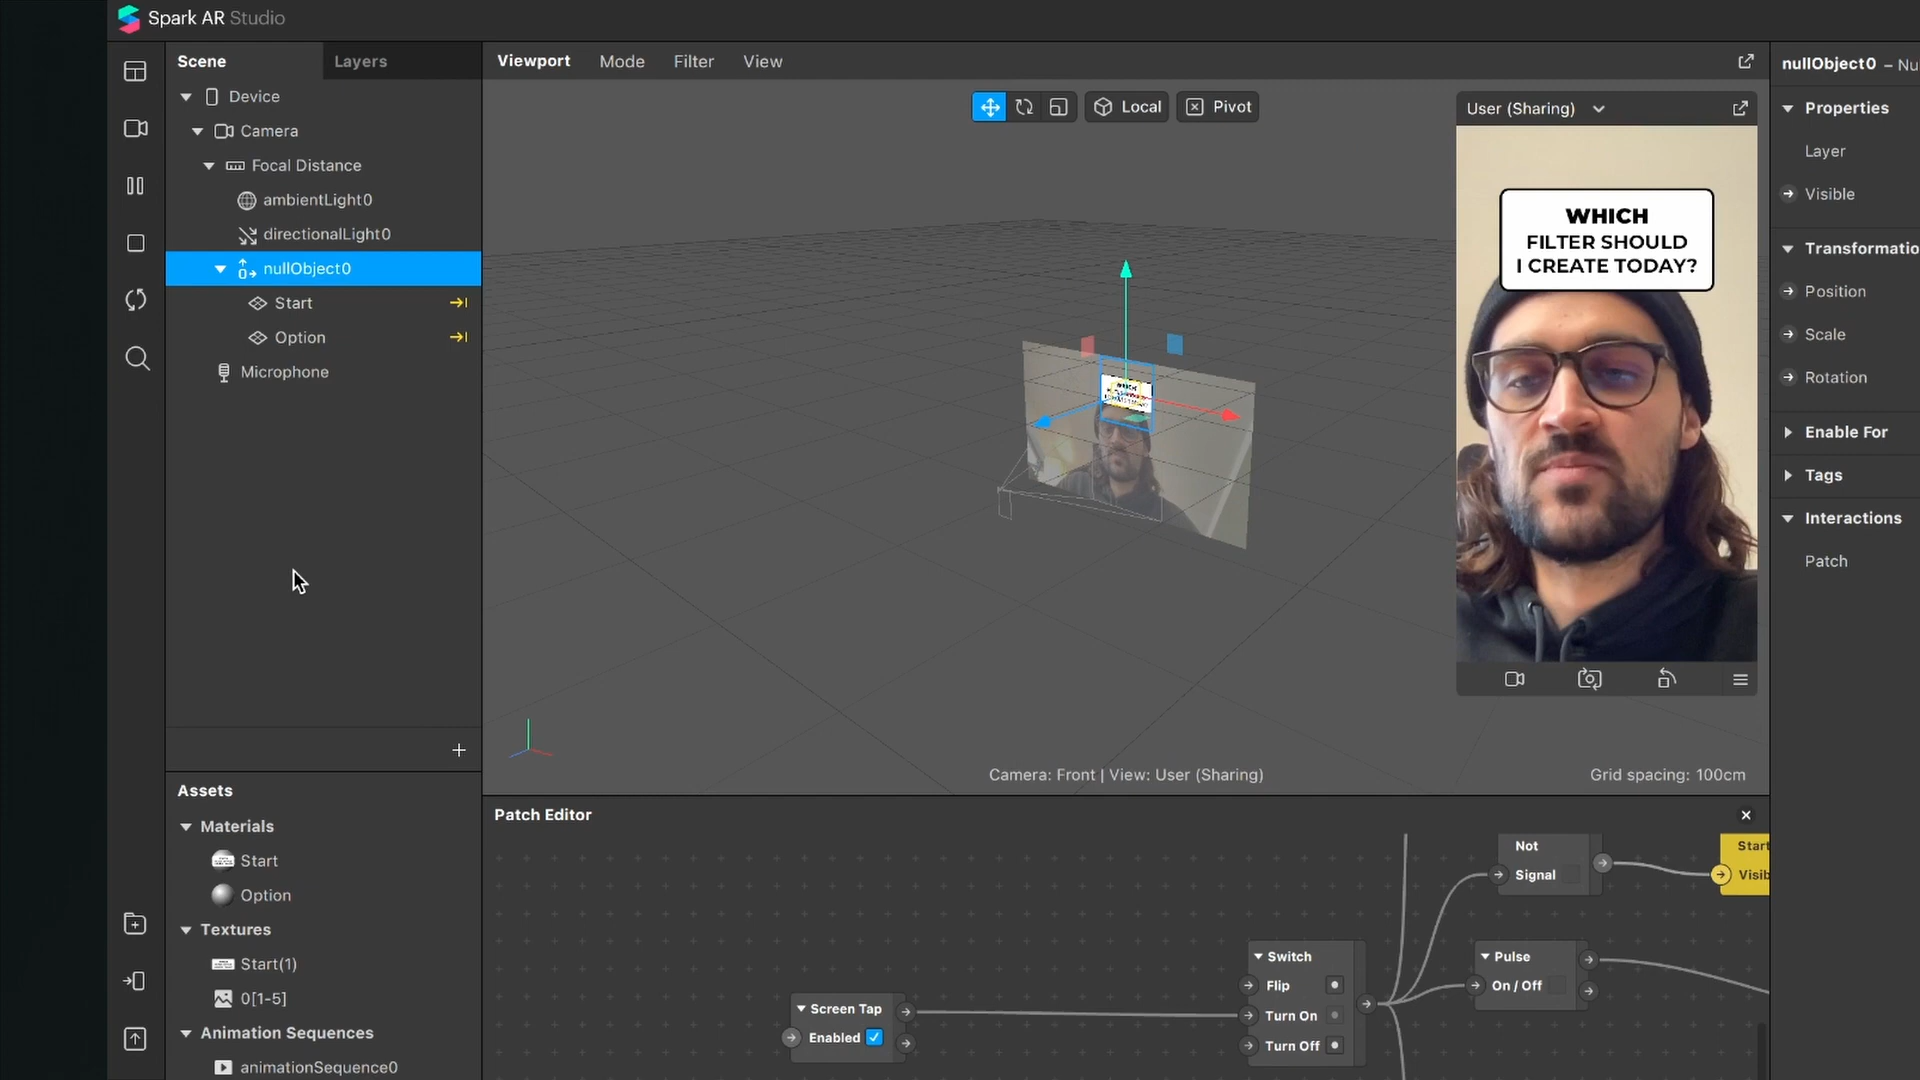 Spark AR Studio
Scene
Layers
Device
Camera
Focal Distance
ambientLight0
directionalLight0
nullObject0
Start
Option
Microphone
Assets
Materials
Start
Option
Textures
Start(1)
0[1-5]
Animation Sequences
animationSequence0
Viewport
Mode
Filter
View
Local
Pivot
User (Sharing)
WHICH
FILTER SHOULD
I CREATE TODAY?
Camera: Front | View: User (Sharing)
Grid spacing: 100cm
Patch Editor
Screen Tap
Enabled
Switch
Flip
Turn On
Turn Off
Not
Signal
Pulse
On / Off
Start
Visib
nullObject0 – Nu
Properties
Layer
Visible
Transformatio
Position
Scale
Rotation
Enable For
Tags
Interactions
Patch